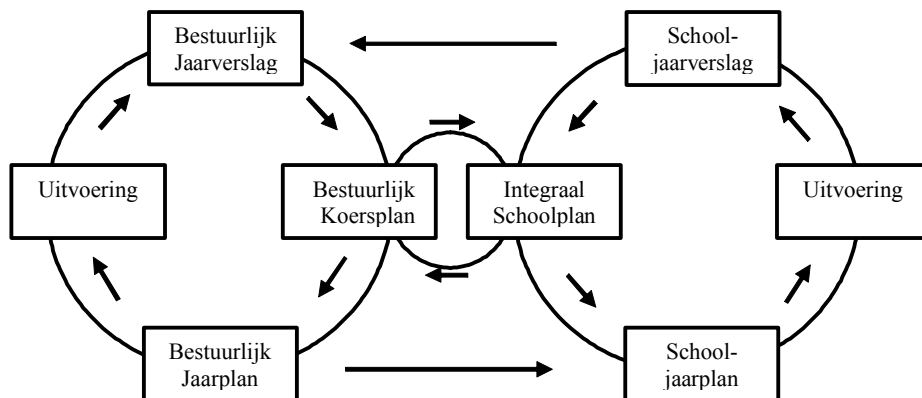 Bestuurlijk
Jaarverslag
School-
jaarverslag
Uitvoering
Bestuurlijk
Koersplan
Integraal
Schoolplan
Uitvoering
Bestuurlijk
Jaarplan
School-
jaarplan